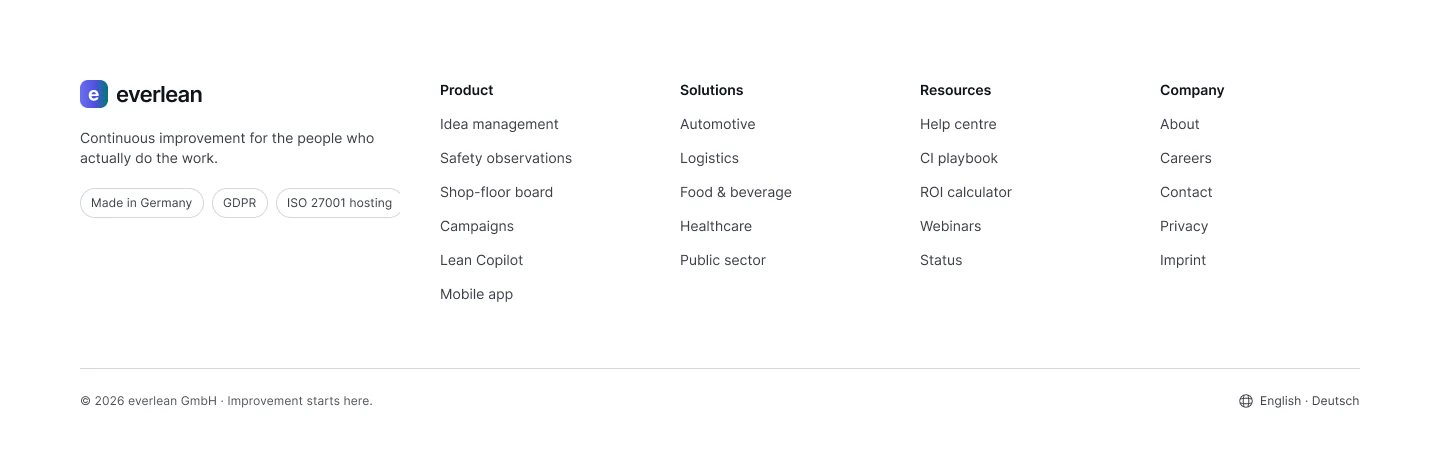 e everlean
Continuous improvement for the people who
actually do the work.
Made in Germany
GDPR
ISO 27001 hosting
Product
Idea management
Safety observations
Shop-floor board
Campaigns
Lean Copilot
Mobile app
Solutions
Automotive
Logistics
Food & beverage
Healthcare
Public sector
Resources
Help centre
CI playbook
ROI calculator
Webinars
Status
Company
About
Careers
Contact
Privacy
Imprint
© 2026 everlean GmbH · Improvement starts here.
English · Deutsch